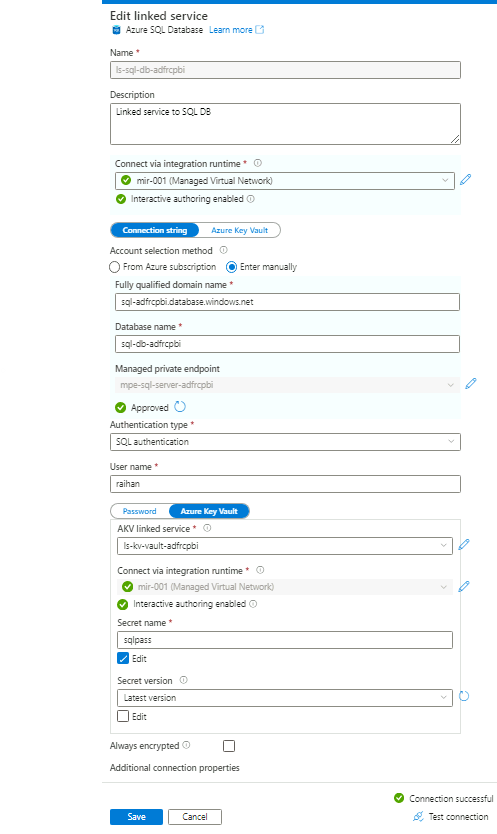 Edit linked service
Azure SQL Database Learn more
Name *
ls-sql-db-adfrcpbi
Description
Linked service to SQL DB
Connect via integration runtime *
mir-001 (Managed Virtual Network)
Interactive authoring enabled
Connection string Azure Key Vault
Account selection method
From Azure subscription Enter manually
Fully qualified domain name *
sql-adfrcpbi.database.windows.net
Database name *
sql-db-adfrcpbi
Managed private endpoint
mpe-sql-server-adfrcpbi
Approved
Authentication type *
SQL authentication
User name *
raihan
Password Azure Key Vault
AKV linked service *
ls-kv-vault-adfrcpbi
Connect via integration runtime *
mir-001 (Managed Virtual Network)
Interactive authoring enabled
Secret name *
sqlpass
Edit
Secret version
Latest version
Edit
Always encrypted
Additional connection properties
Connection successful
Save Cancel Test connection